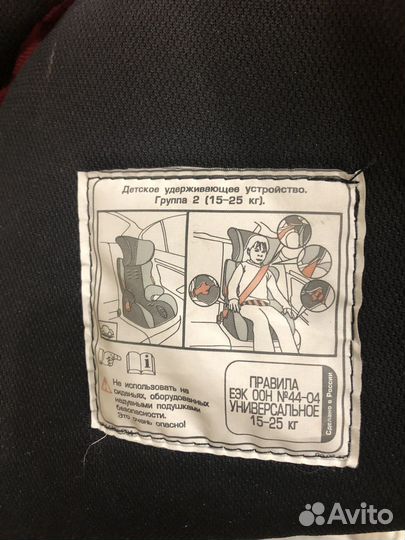 Детское удерживающее устройство.
Группа 2 (15-25 кг).
Не использовать на
сиденьях, оборудованных
надувными подушками
безопасности.
Это очень опасно!
ПРАВИЛА
ЕЭК ООН №44-04
УНИВЕРСАЛЬНОЕ
15-25 кг
Сделано в России
Avito